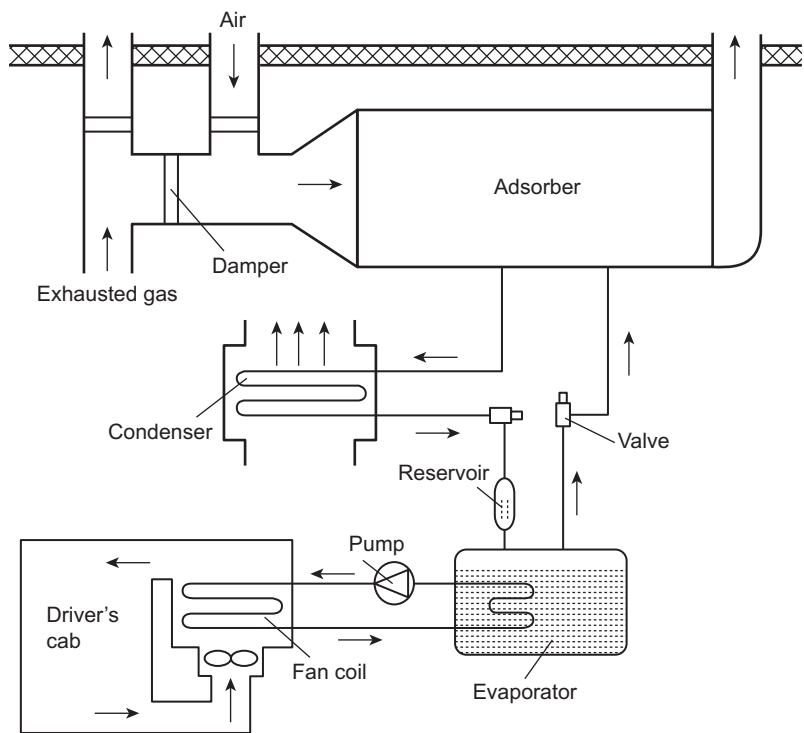 Air
Adsorber
Damper
Exhausted gas
Condenser
Valve
Reservoir
Pump
Driver's
cab
Fan coil
Evaporator